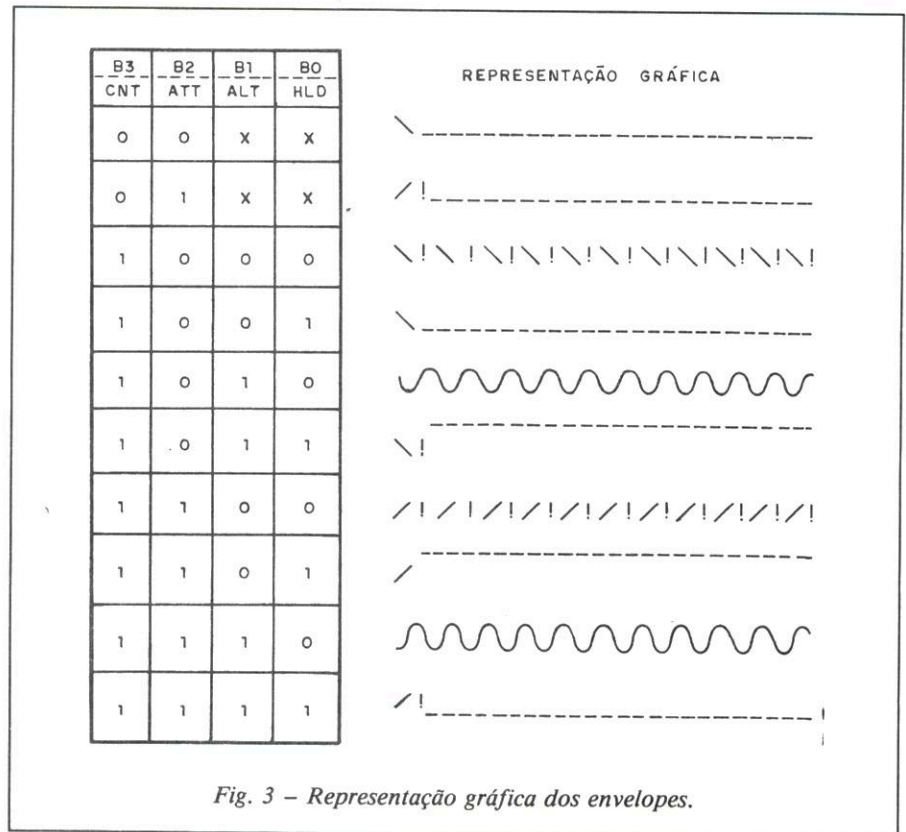 B3 B2 B1 B0
CNT ATT ALT HLD
REPRESENTAÇÃO GRÁFICA
0 0 X X
0 1 X X
1 0 0 0
1 0 0 1
1 0 1 0
1 0 1 1
1 1 0 0
1 1 0 1
1 1 1 0
1 1 1 1
Fig. 3 – Representação gráfica dos envelopes.